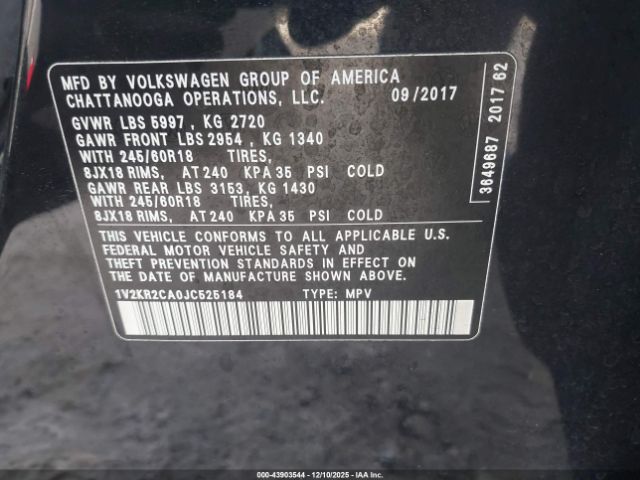 MFD BY VOLKSWAGEN GROUP OF AMERICA
CHATTANOOGA OPERATIONS, LLC. 09/2017
GVWR LBS 5997 , KG 2720
GAWR FRONT LBS 2954 , KG 1340
WITH 245/60R18 TIRES,
8JX18 RIMS, AT 240 KPA 35 PSI COLD
GAWR REAR LBS 3153, KG 1430
WITH 245/60R18 TIRES,
8JX18 RIMS, AT 240 KPA 35 PSI COLD
THIS VEHICLE CONFORMS TO ALL APPLICABLE U.S.
FEDERAL MOTOR VEHICLE SAFETY AND
THEFT PREVENTION STANDARDS IN EFFECT ON
THE DATE OF MANUFACTURE SHOWN ABOVE.
1V2KR2CA0JC525184 TYPE: MPV
3649687 2017 62
000-43903544 - 12/10/2025 - IAAI.com